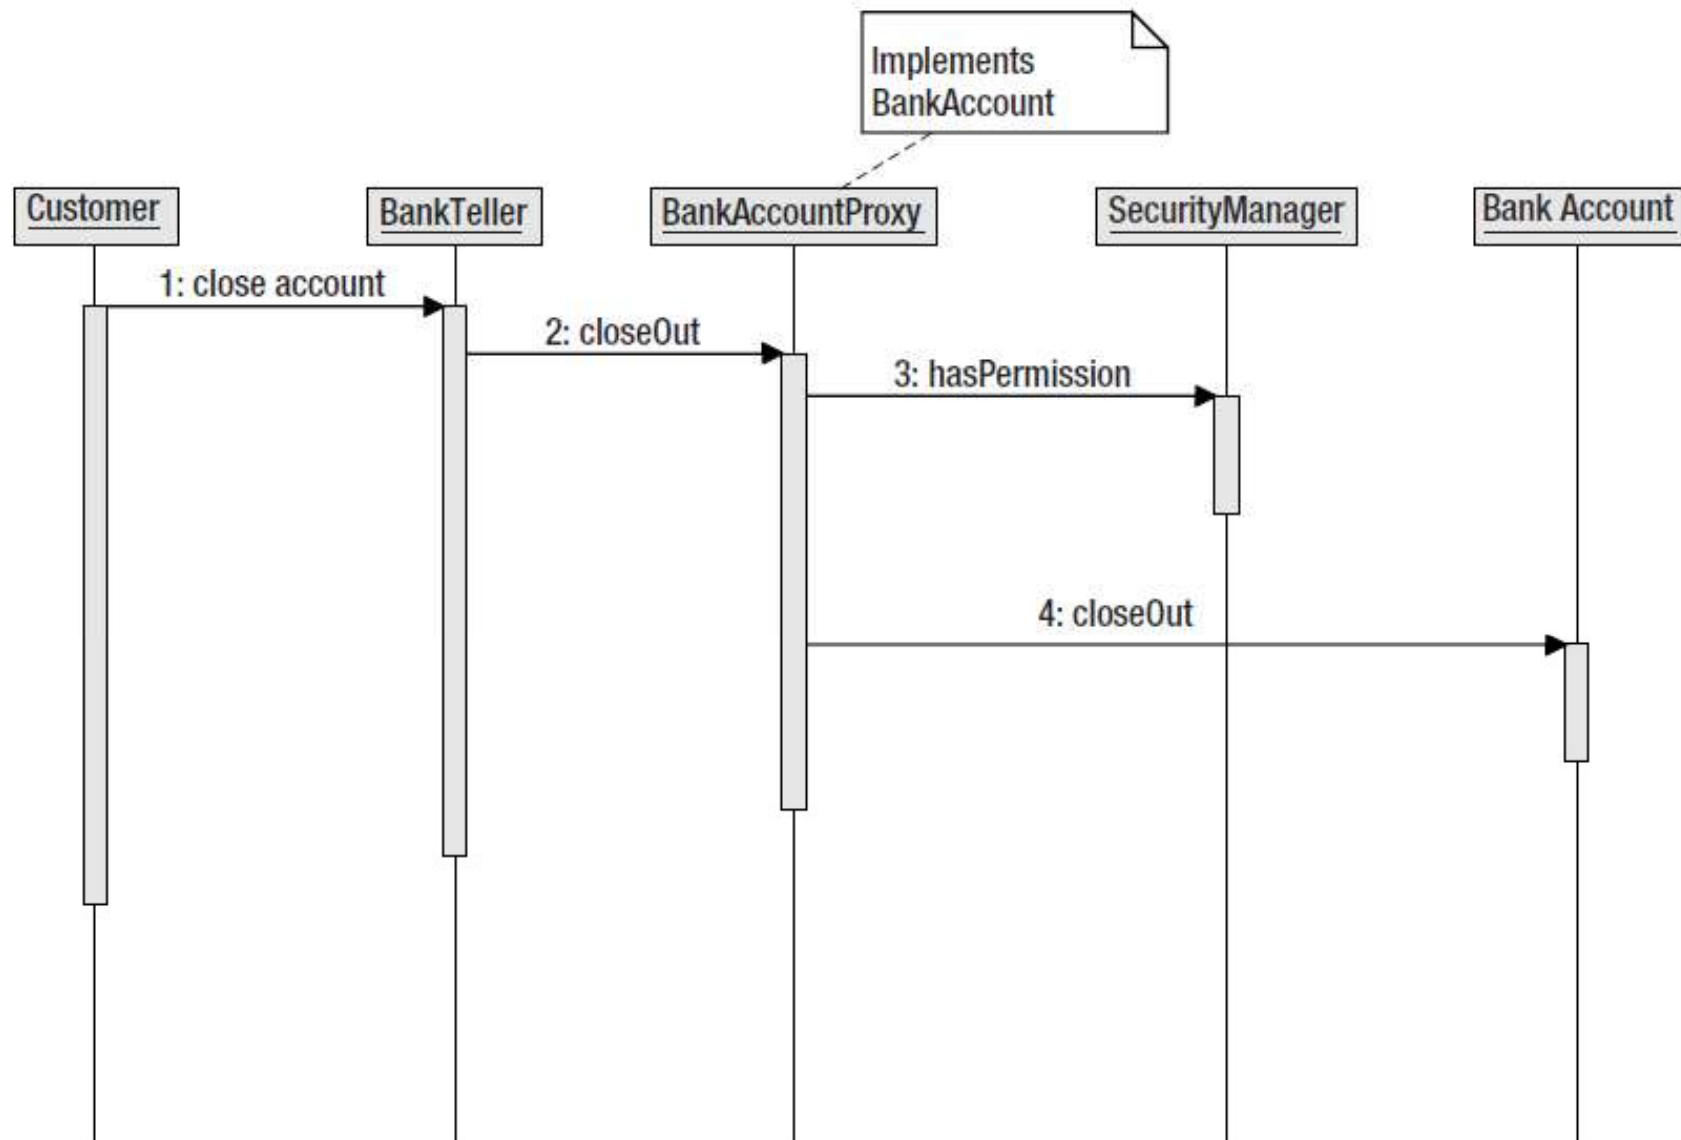 Implements
BankAccount
Customer
BankTeller
BankAccountProxy
SecurityManager
Bank Account
1: close account
2: closeOut
3: hasPermission
4: closeOut